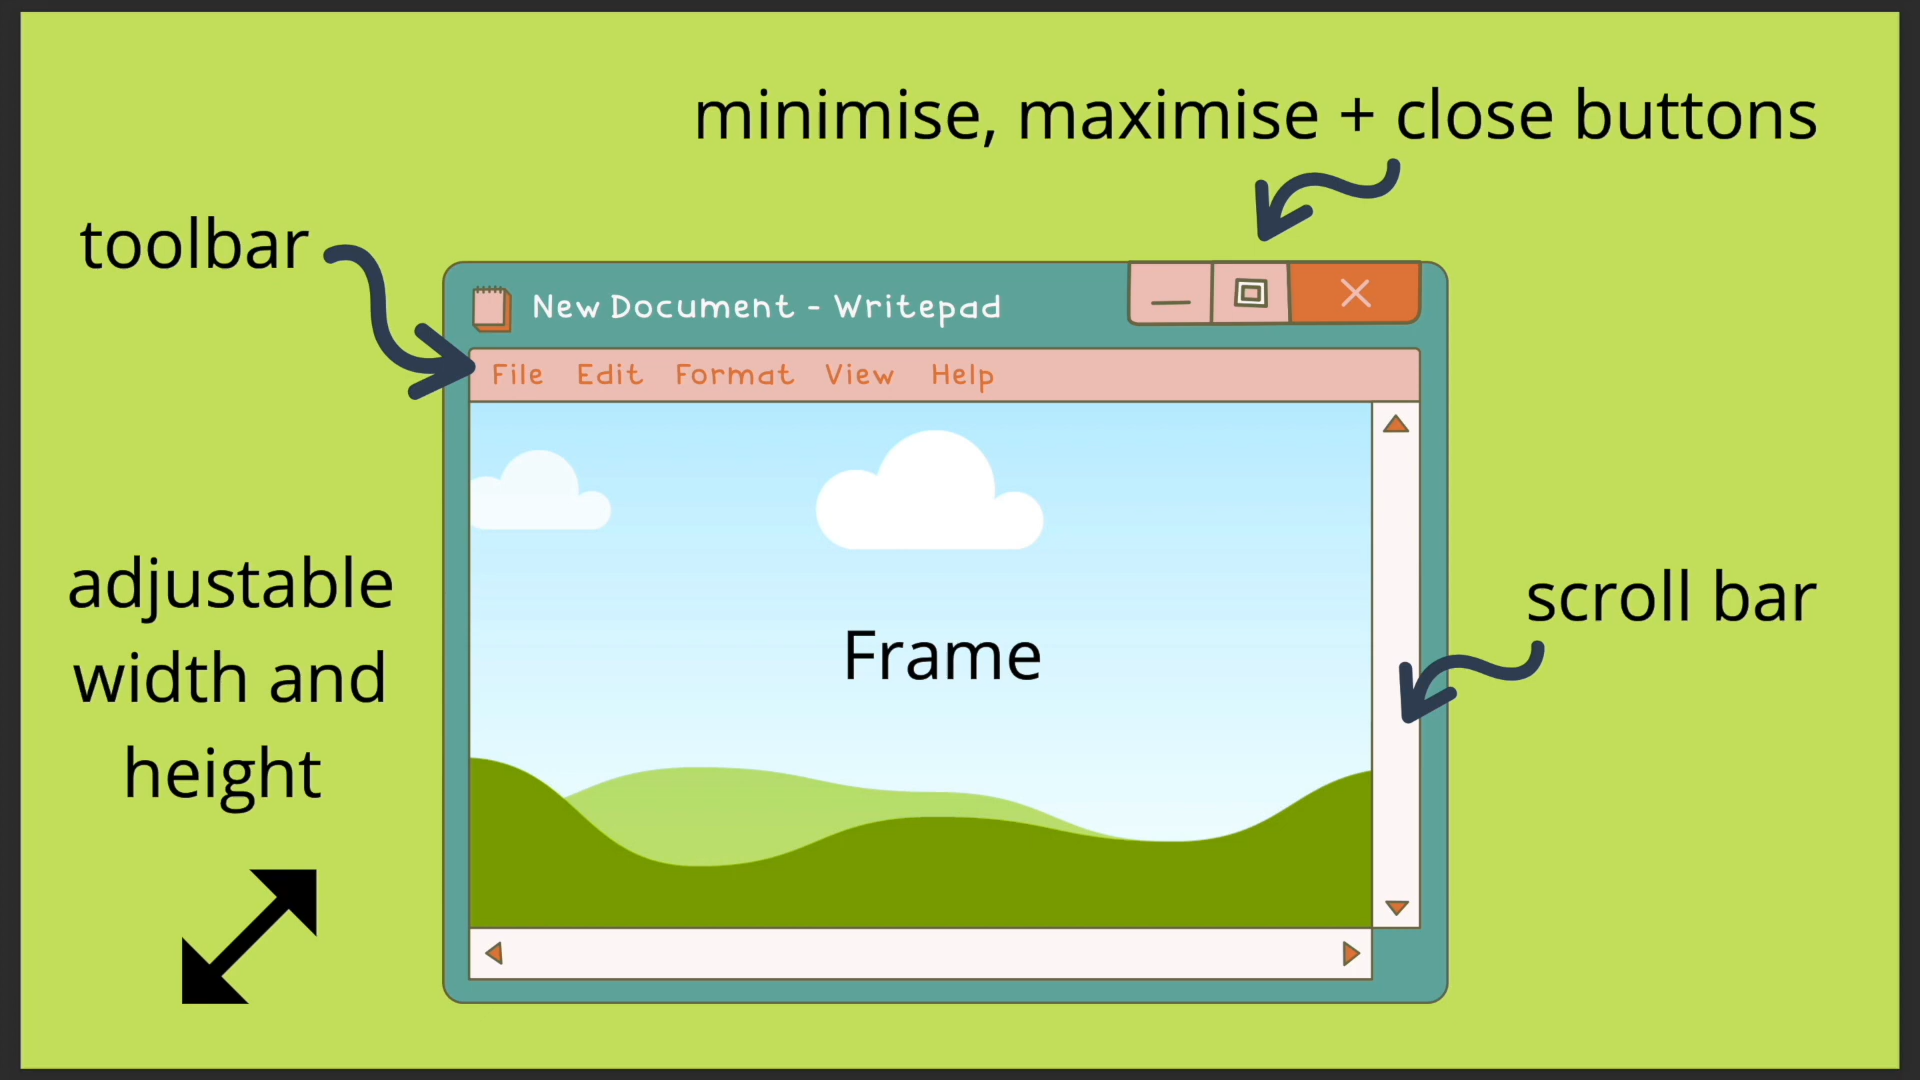 minimise, maximise + close buttons
toolbar
New Document - Writepad
File Edit Format View Help
adjustable
width and
height
Frame
scroll bar